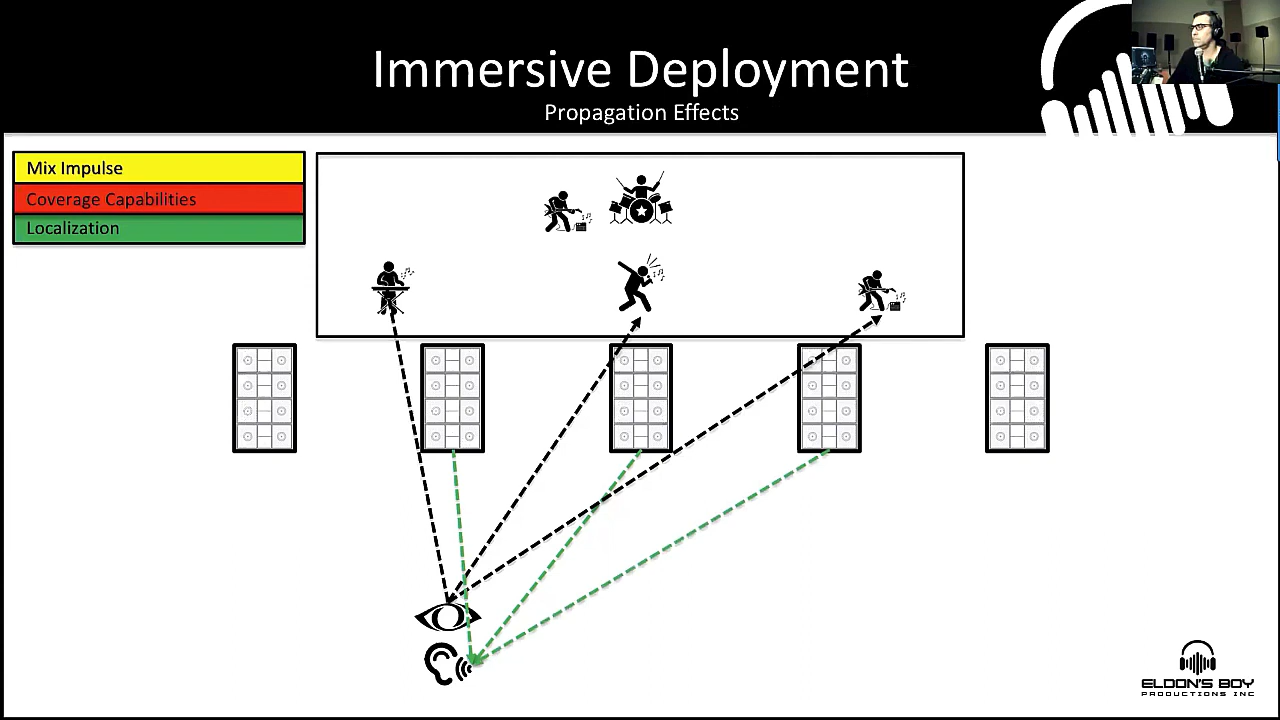 Immersive Deployment
Propagation Effects
Mix Impulse
Coverage Capabilities
Localization
ELDON'S BOY
PRODUCTIONS INC